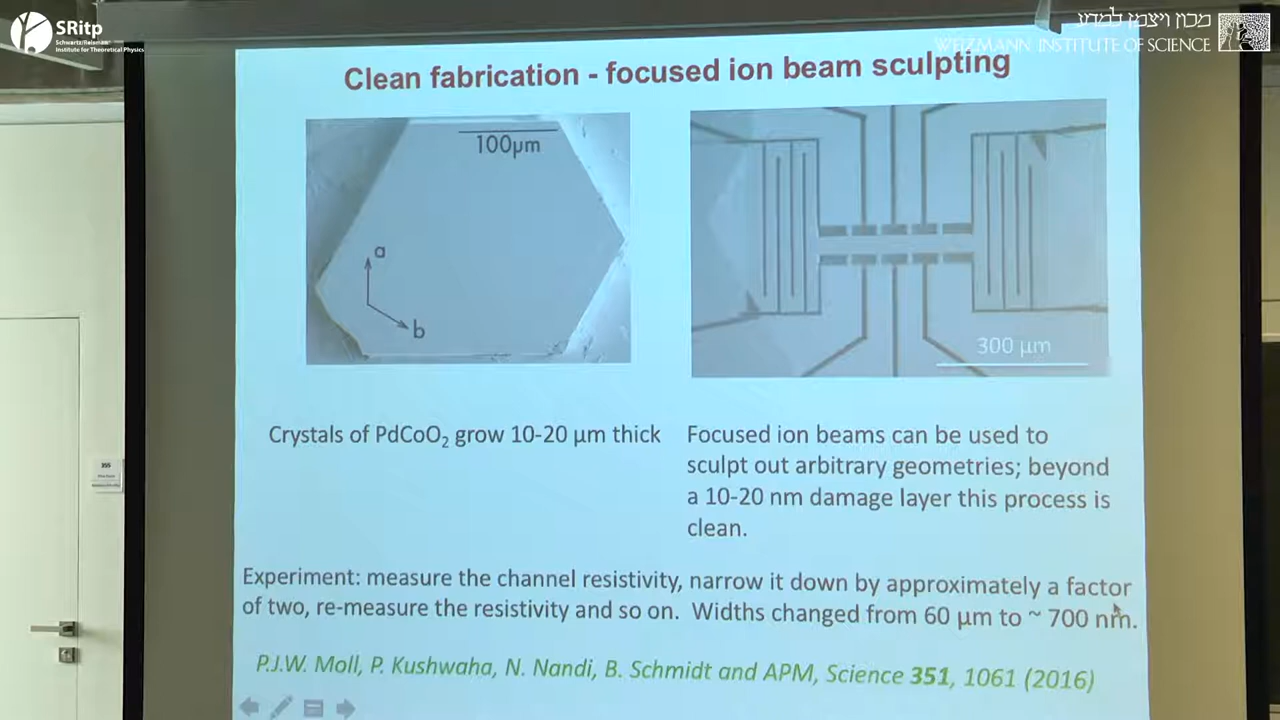 SRitp
Schwartz/Reisman
Institute for Theoretical Physics
מכון ויצמן למדע
WEIZMANN INSTITUTE OF SCIENCE
Clean fabrication - focused ion beam sculpting
100µm
a
b
300 µm
Crystals of PdCoO₂ grow 10-20 µm thick
Focused ion beams can be used to
sculpt out arbitrary geometries; beyond
a 10-20 nm damage layer this process is
clean.
Experiment: measure the channel resistivity, narrow it down by approximately a factor
of two, re-measure the resistivity and so on. Widths changed from 60 µm to ~ 700 nm.
P.J.W. Moll, P. Kushwaha, N. Nandi, B. Schmidt and APM, Science 351, 1061 (2016)